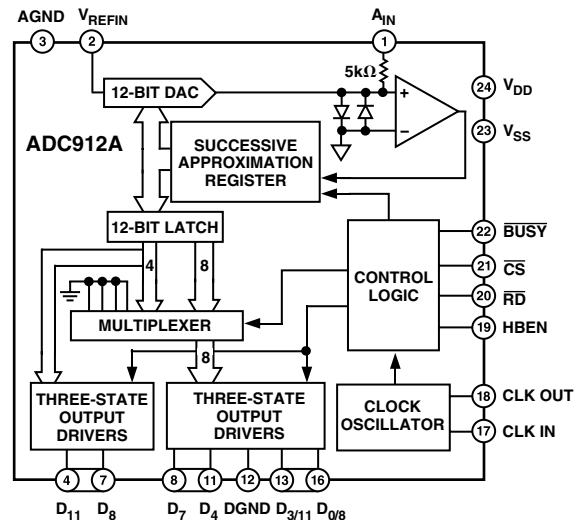 AGND V_REFIN A_IN
3 2 1
5kΩ
12-BIT DAC
+
−
24 V_DD
ADC912A
SUCCESSIVE
APPROXIMATION
REGISTER
23 V_SS
12-BIT LATCH
4 8
CONTROL
LOGIC
22 B̅U̅S̅Y̅
21 C̅S̅
20 R̅D̅
19 HBEN
MULTIPLEXER
8
THREE-STATE
OUTPUT
DRIVERS
THREE-STATE
OUTPUT
DRIVERS
CLOCK
OSCILLATOR
18 CLK OUT
17 CLK IN
4 7 8 11 12 13 16
D11 D8 D7 D4 DGND D3/11 D0/8